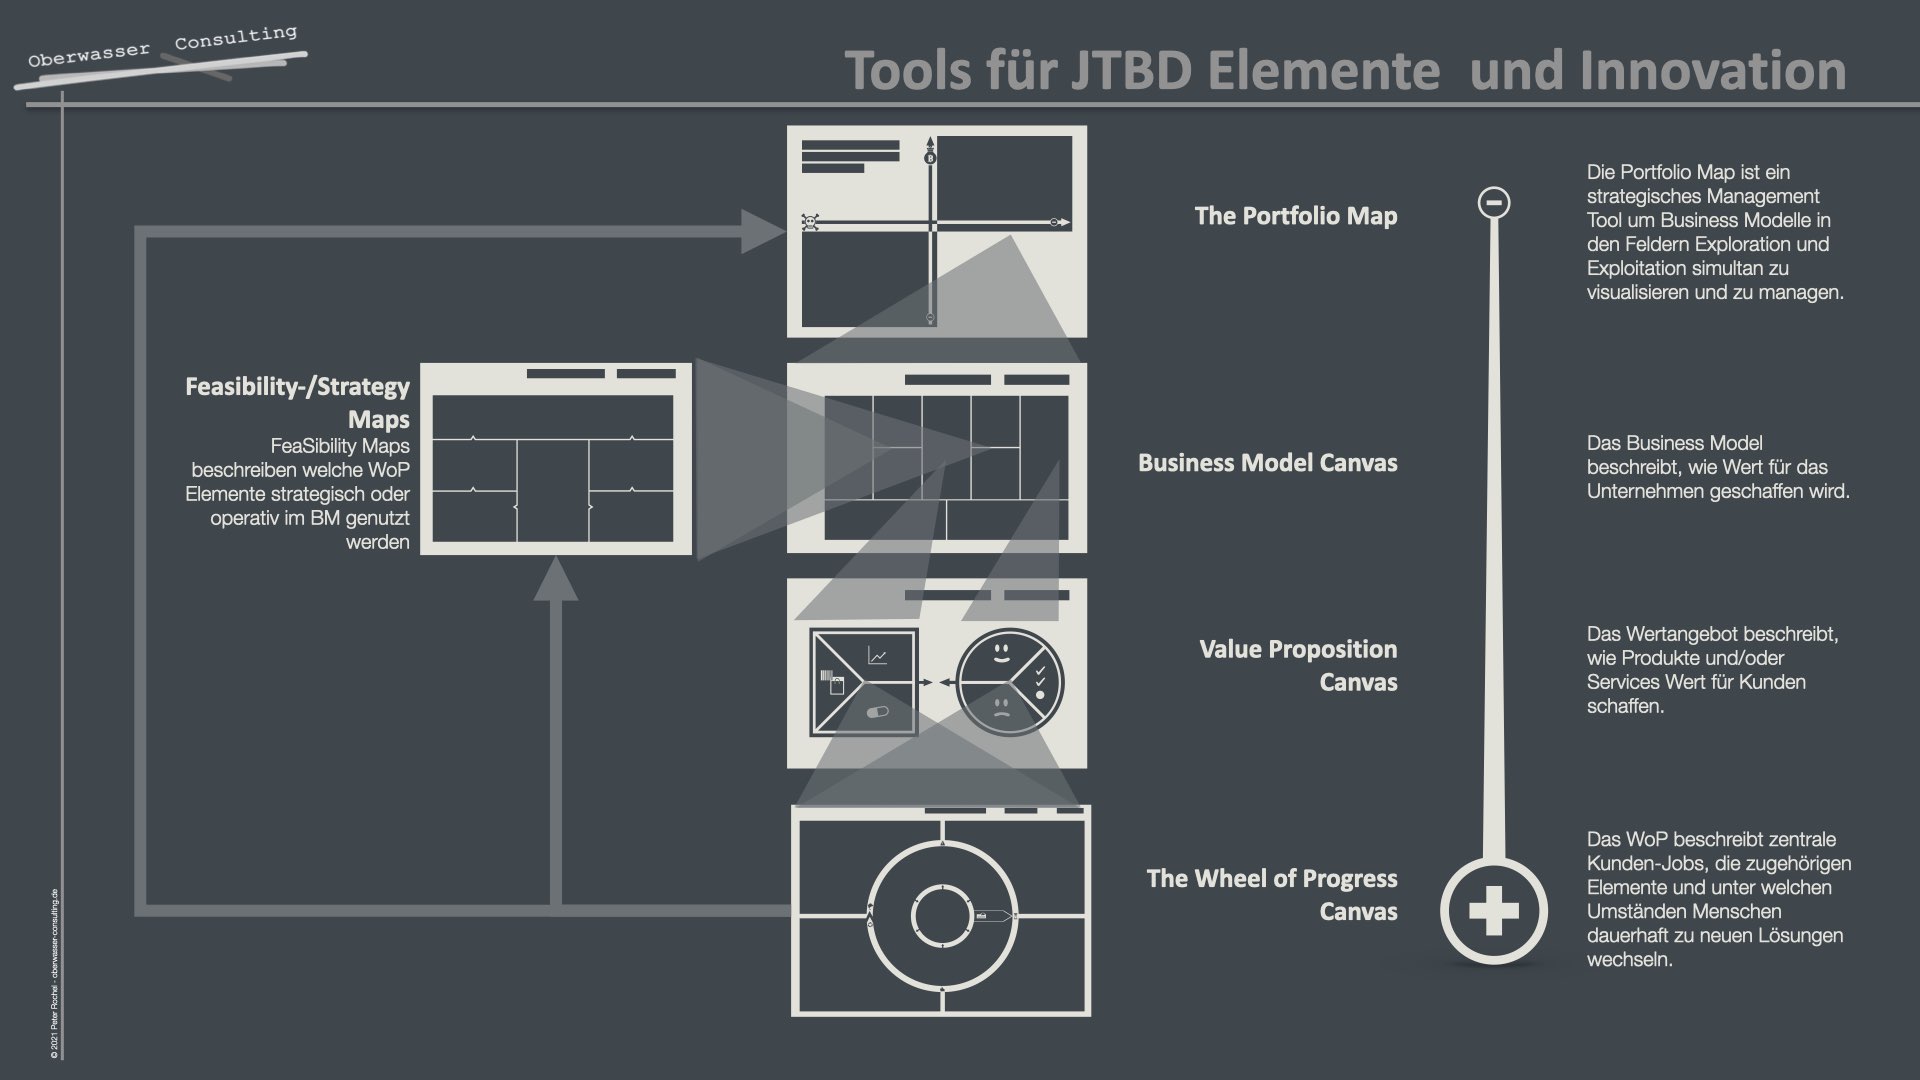 Oberwasser Consulting
Tools für JTBD Elemente und Innovation
The Portfolio Map
Die Portfolio Map ist ein
strategisches Management
Tool um Business Modelle in
den Feldern Exploration und
Exploitation simultan zu
visualisieren und zu managen.
Feasibility-/Strategy
Maps
FeaSibility Maps
beschreiben welche WoP
Elemente strategisch oder
operativ im BM genutzt
werden
Business Model Canvas
Das Business Model
beschreibt, wie Wert für das
Unternehmen geschaffen wird.
Value Proposition
Canvas
Das Wertangebot beschreibt,
wie Produkte und/oder
Services Wert für Kunden
schaffen.
The Wheel of Progress
Canvas
Das WoP beschreibt zentrale
Kunden-Jobs, die zugehörigen
Elemente und unter welchen
Umständen Menschen
dauerhaft zu neuen Lösungen
wechseln.
© 2021 Peter Rochel - oberwasser-consulting.de